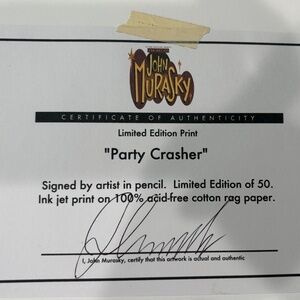 JOHN
MURASKY
CERTIFICATE OF AUTHENTICITY
Limited Edition Print
"Party Crasher"
Signed by artist in pencil. Limited Edition of 50.
Ink jet print on 100% acid-free cotton rag paper.
I, John Murasky, certify that this artwork is actual and authentic